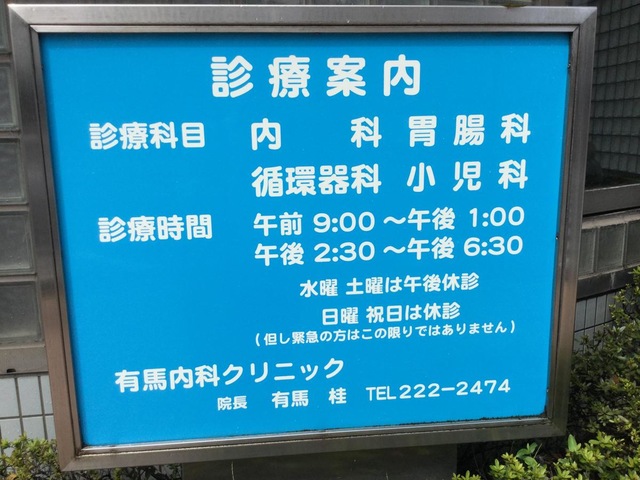 診療案内
診療科目 内科 胃腸科
循環器科 小児科
診療時間 午前 9:00 ～午後 1:00
午後 2:30 ～午後 6:30
水曜 土曜は午後休診
日曜 祝日は休診
(但し緊急の方はこの限りではありません)
有馬内科クリニック
院長 有馬 桂 TEL 222-2474